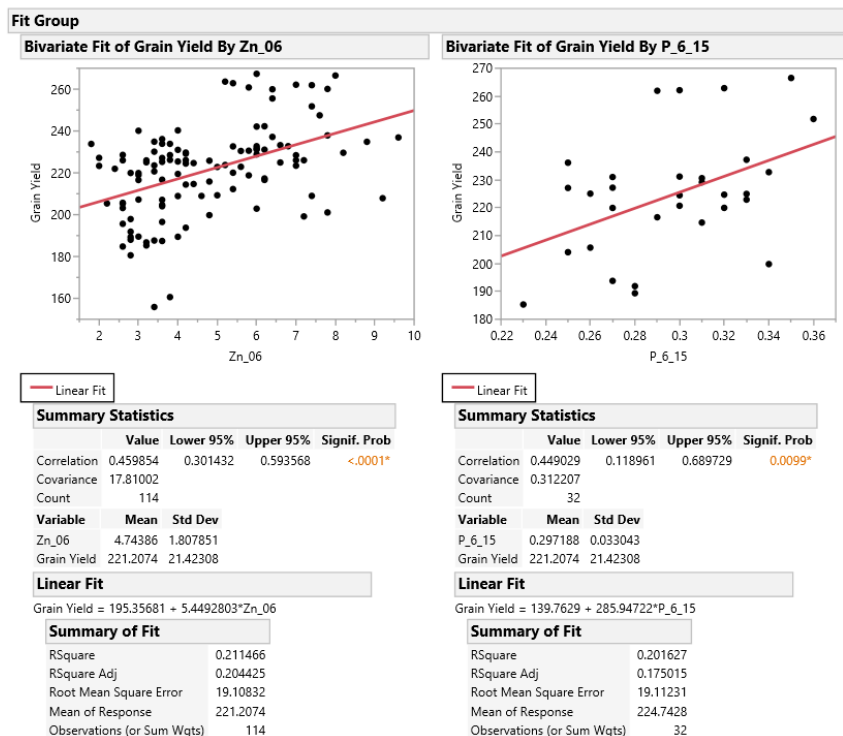 Fit Group
Bivariate Fit of Grain Yield By Zn_06
260
240
220
200
180
160
Grain Yield
2 3 4 5 6 7 8 9 10
Zn_06
Linear Fit
Summary Statistics
Value Lower 95% Upper 95% Signif. Prob
Correlation 0.459854 0.301432 0.593568 <.0001*
Covariance 17.81002
Count 114
Variable Mean Std Dev
Zn_06 4.74386 1.807851
Grain Yield 221.2074 21.42308
Linear Fit
Grain Yield = 195.35681 + 5.4492803*Zn_06
Summary of Fit
RSquare 0.211466
RSquare Adj 0.204425
Root Mean Square Error 19.10832
Mean of Response 221.2074
Observations (or Sum Wgts) 114
Bivariate Fit of Grain Yield By P_6_15
270
260
250
240
230
220
210
200
190
180
Grain Yield
0.22 0.24 0.26 0.28 0.3 0.32 0.34 0.36
P_6_15
Linear Fit
Summary Statistics
Value Lower 95% Upper 95% Signif. Prob
Correlation 0.449029 0.118961 0.689729 0.0099*
Covariance 0.312207
Count 32
Variable Mean Std Dev
P_6_15 0.297188 0.033043
Grain Yield 221.2074 21.42308
Linear Fit
Grain Yield = 139.7629 + 285.94722*P_6_15
Summary of Fit
RSquare 0.201627
RSquare Adj 0.175015
Root Mean Square Error 19.11231
Mean of Response 224.7428
Observations (or Sum Wgts) 32